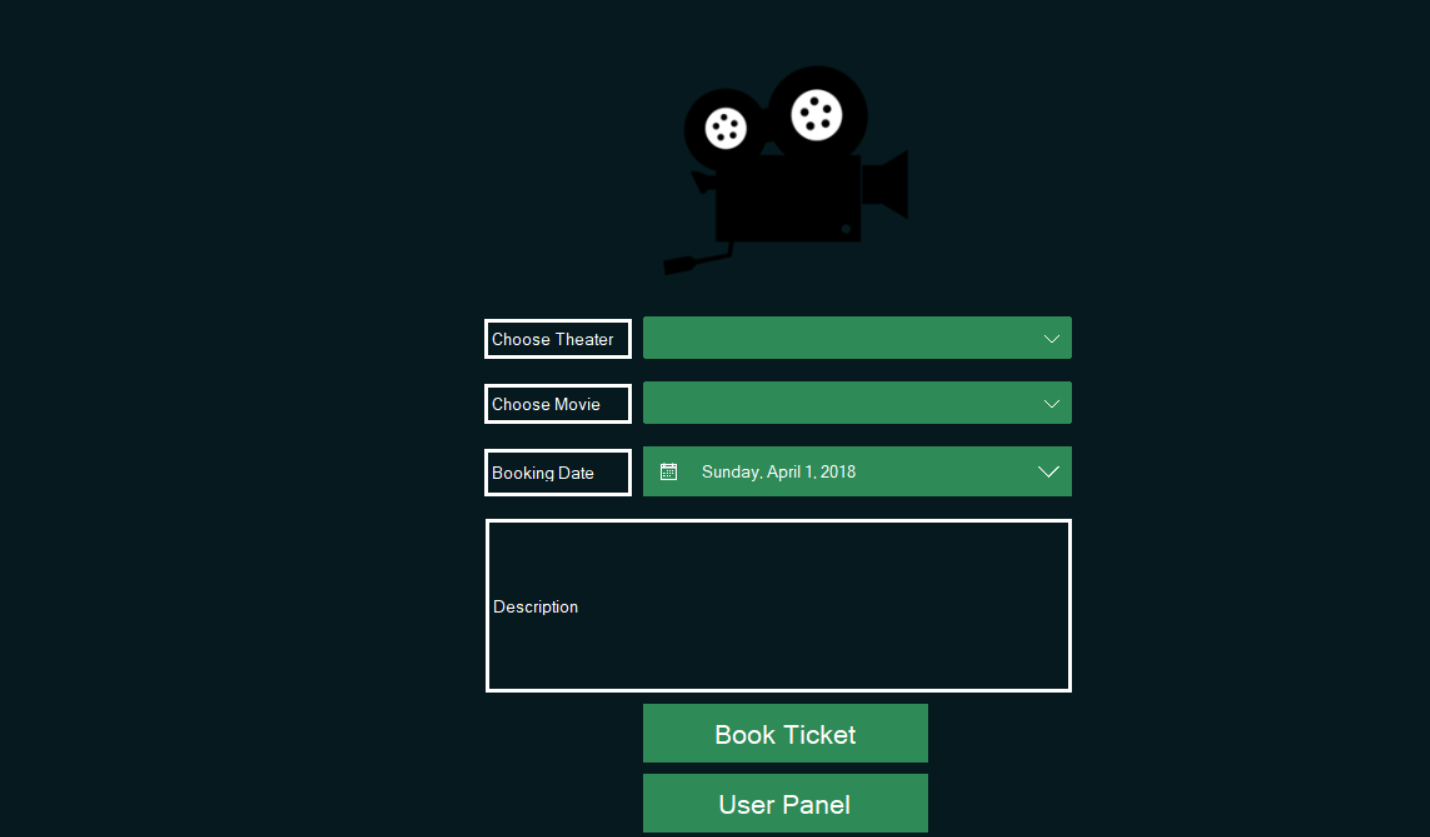 Choose Theater
Choose Movie
Booking Date
Sunday, April 1, 2018
Description
Book Ticket
User Panel